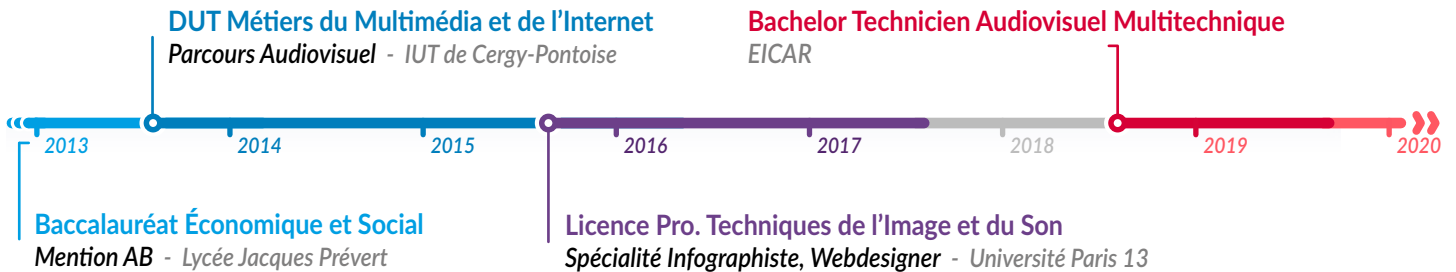 DUT Métiers du Multimédia et de l'Internet
Parcours Audiovisuel - IUT de Cergy-Pontoise
Bachelor Technicien Audiovisuel Multitechnique
EICAR
2013 2014 2015 2016 2017 2018 2019 2020
Baccalauréat Économique et Social
Mention AB - Lycée Jacques Prévert
Licence Pro. Techniques de l'Image et du Son
Spécialité Infographiste, Webdesigner - Université Paris 13